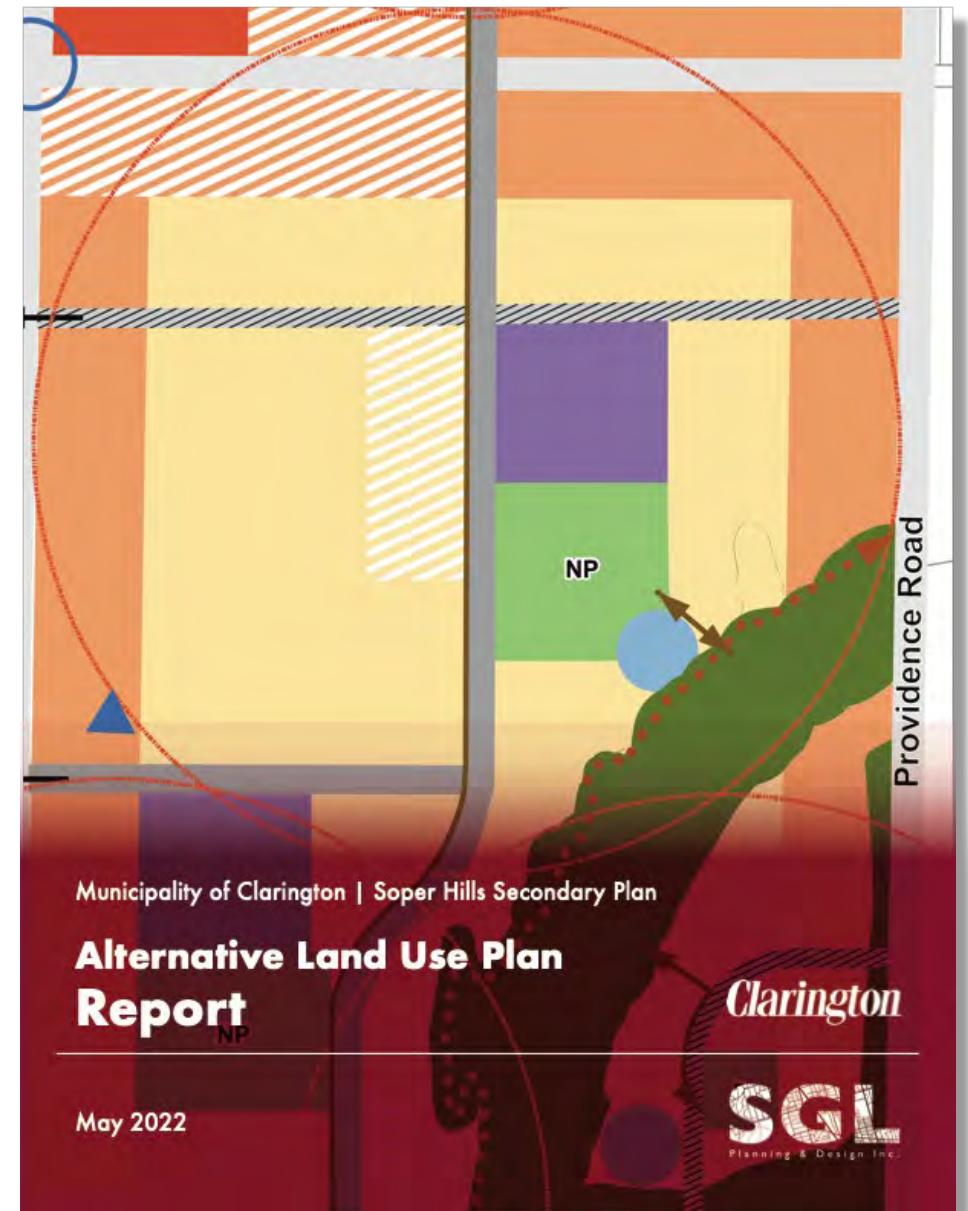 NP
Providence Road
Municipality of Clarington | Soper Hills Secondary Plan
Alternative Land Use Plan
Report
NP
Clarington
May 2022
SGL
Planning & Design Inc.